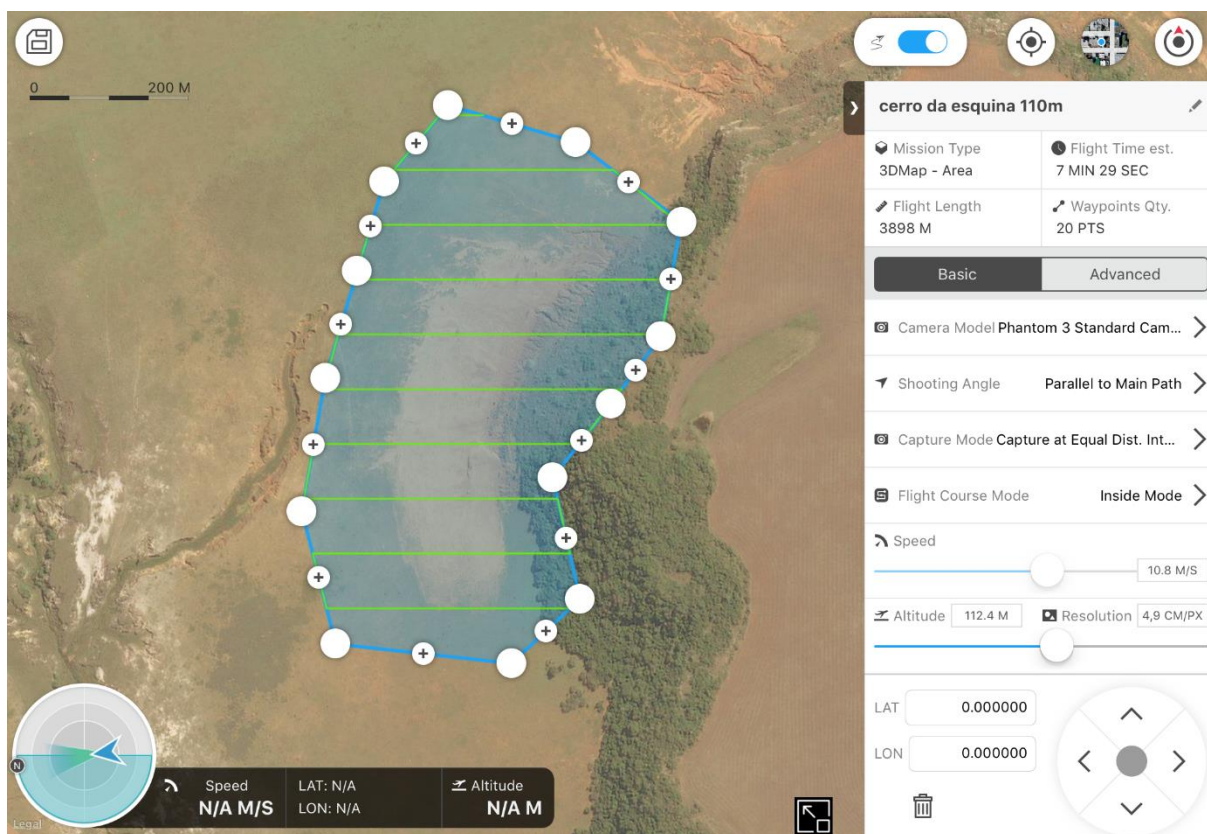 0 200 M
cerro da esquina 110m
Mission Type
3DMap - Area
Flight Time est.
7 MIN 29 SEC
Flight Length
3898 M
Waypoints Qty.
20 PTS
Basic Advanced
Camera Model Phantom 3 Standard Cam...
Shooting Angle Parallel to Main Path
Capture Mode Capture at Equal Dist. Int...
Flight Course Mode Inside Mode
Speed
10.8 M/S
Altitude 112.4 M Resolution 4,9 CM/PX
LAT 0.000000
LON 0.000000
N
Speed
N/A M/S
LAT: N/A
LON: N/A
Altitude
N/A M
Legal